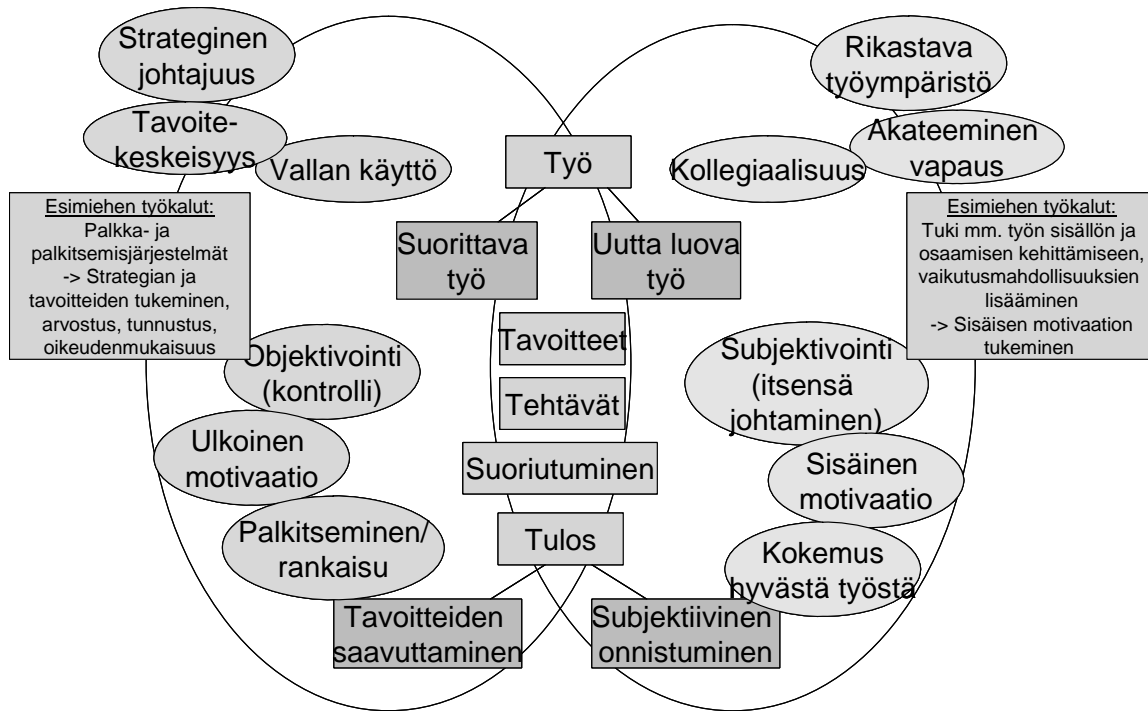 Strateginen
johtajuus
Tavoite-
keskeisyys
Vallan käyttö
Esimiehen työkalut:
Palkka- ja
palkitsemisjärjestelmät
-> Strategian ja
tavoitteiden tukeminen,
arvostus, tunnustus,
oikeudenmukaisuus
Objektivointi
(kontrolli)
Ulkoinen
motivaatio
Palkitseminen/
rankaisu
Työ
Suorittava
työ
Uutta luova
työ
Tavoitteet
Tehtävät
Suoriutuminen
Tulos
Tavoitteiden
saavuttaminen
Subjektiivinen
onnistuminen
Rikastava
työympäristö
Akateeminen
vapaus
Kollegiaalisuus
Esimiehen työkalut:
Tuki mm. työn sisällön ja
osaamisen kehittämiseen,
vaikutusmahdollisuuksien
lisääminen
-> Sisäisen motivaation
tukeminen
Subjektivointi
(itsensä
johtaminen)
Sisäinen
motivaatio
Kokemus
hyvästä työstä